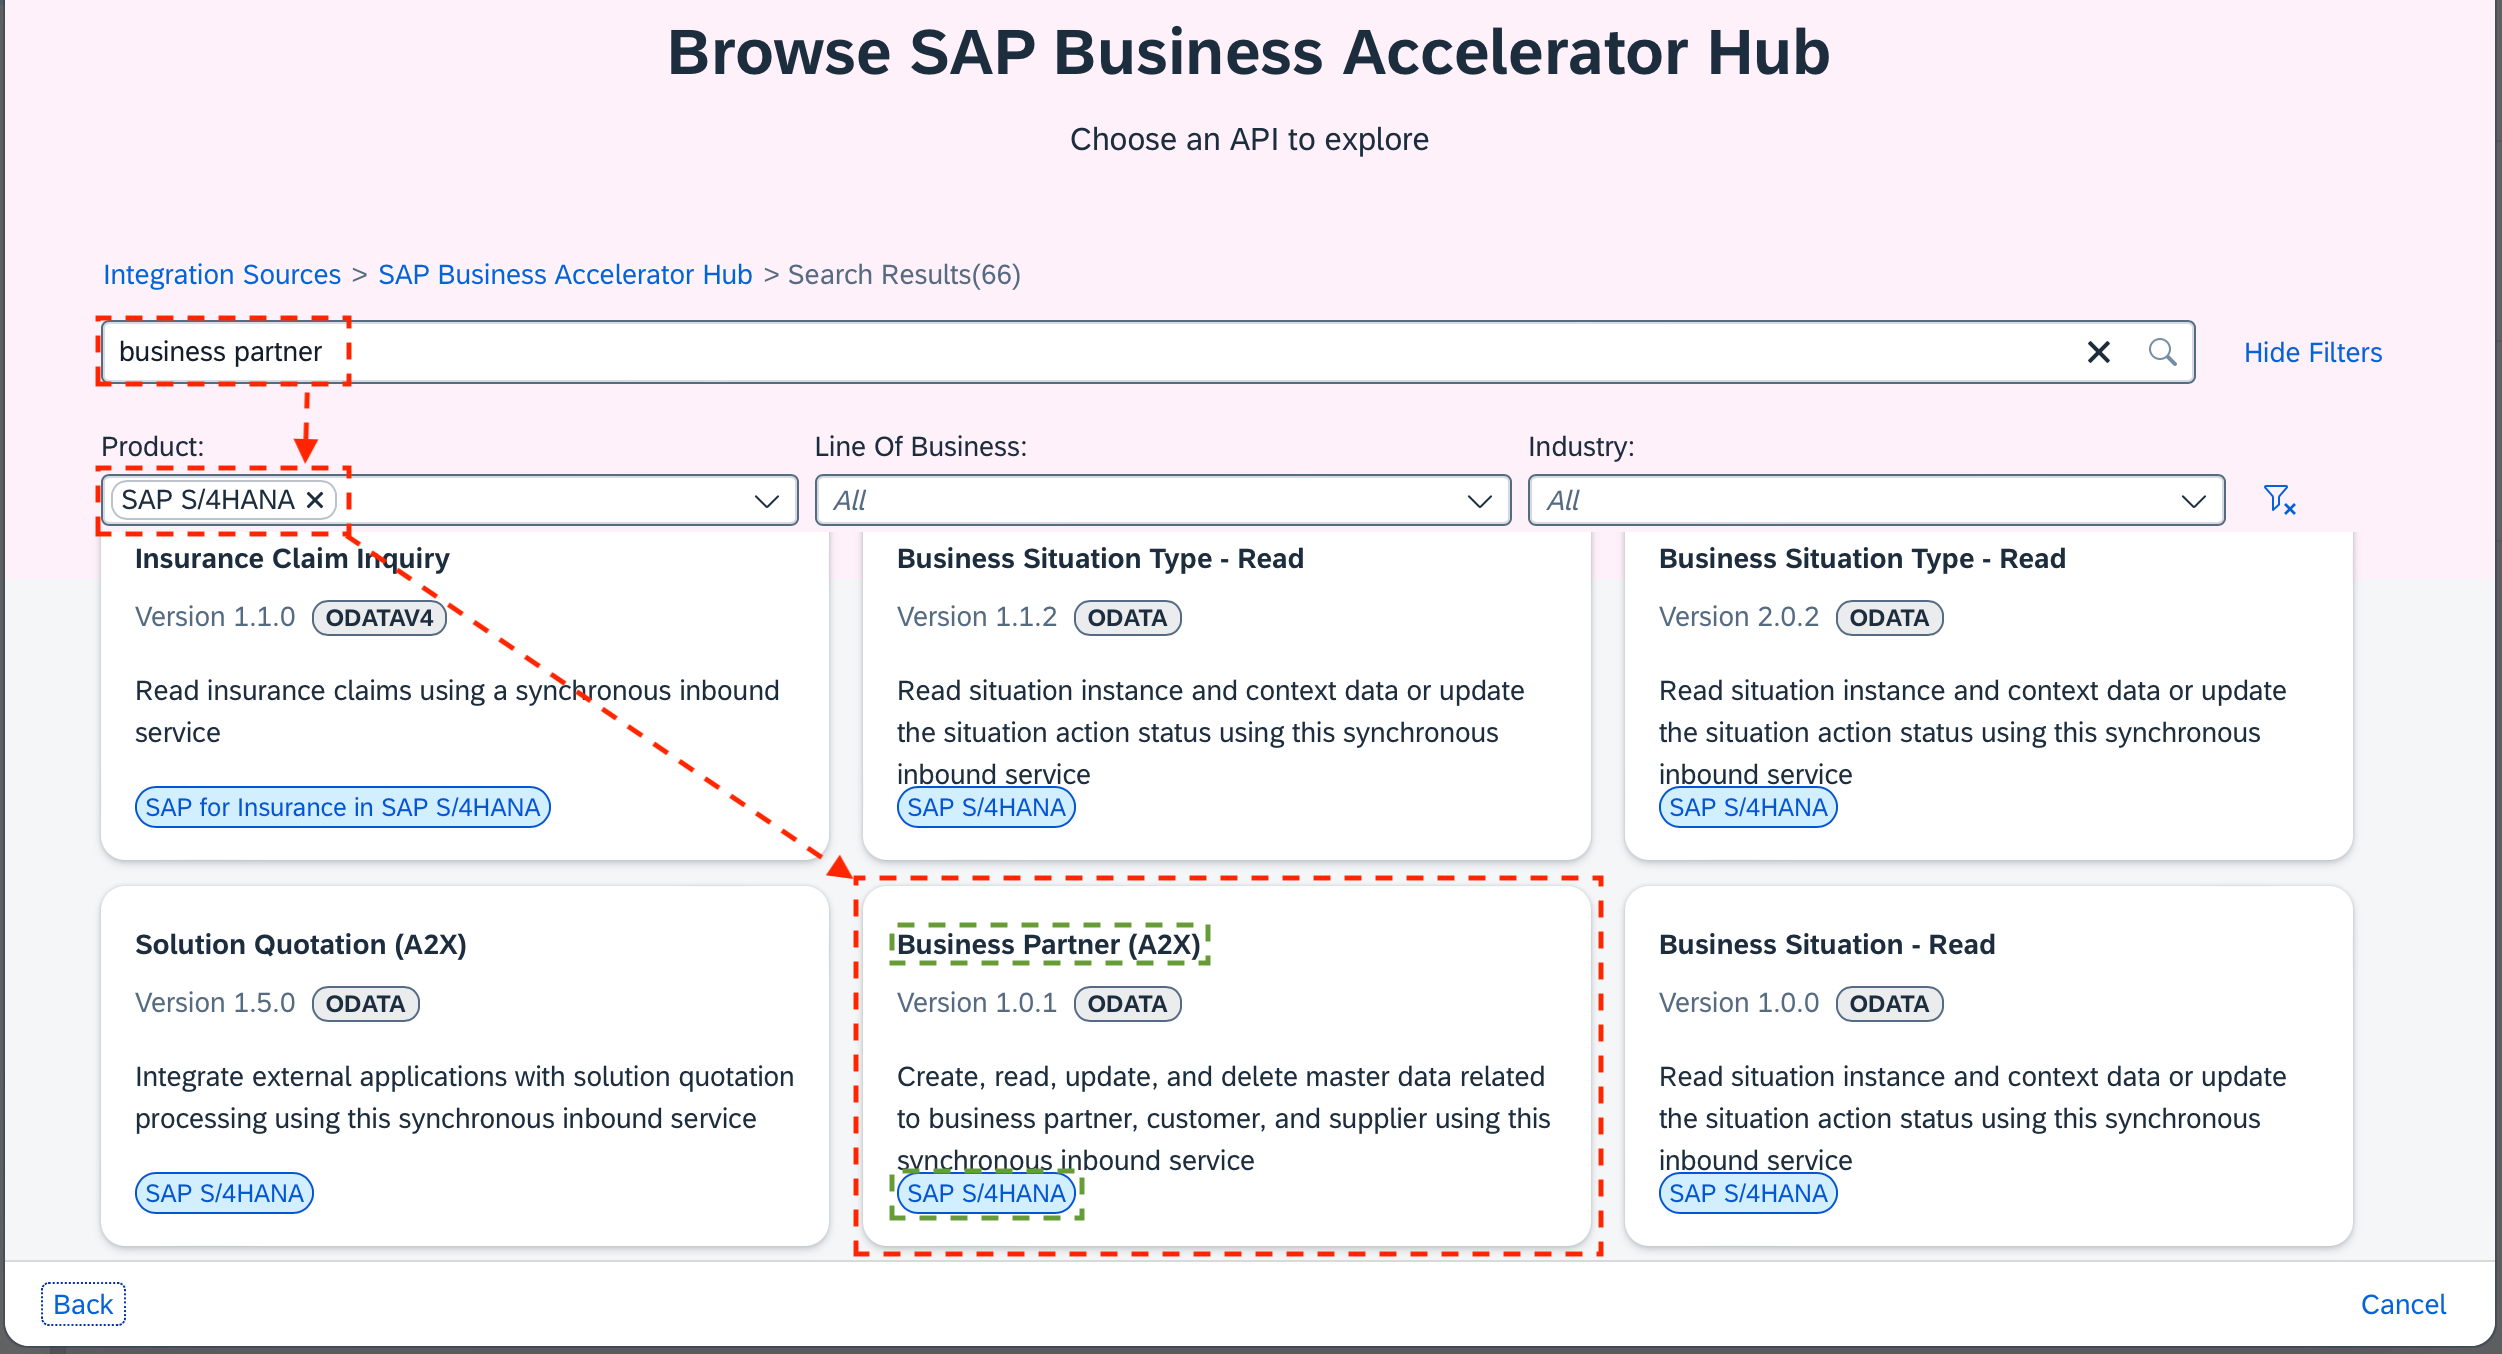 Browse SAP Business Accelerator Hub
Choose an API to explore
Integration Sources > SAP Business Accelerator Hub > Search Results(66)
business partner
Hide Filters
Product:
Line Of Business:
Industry:
SAP S/4HANA
All
All
Insurance Claim Inquiry
Version 1.1.0 ODATAV4
Read insurance claims using a synchronous inbound
service
SAP for Insurance in SAP S/4HANA
Business Situation Type - Read
Version 1.1.2 ODATA
Read situation instance and context data or update
the situation action status using this synchronous
inbound service
SAP S/4HANA
Business Situation Type - Read
Version 2.0.2 ODATA
Read situation instance and context data or update
the situation action status using this synchronous
inbound service
SAP S/4HANA
Solution Quotation (A2X)
Version 1.5.0 ODATA
Integrate external applications with solution quotation
processing using this synchronous inbound service
SAP S/4HANA
Business Partner (A2X)
Version 1.0.1 ODATA
Create, read, update, and delete master data related
to business partner, customer, and supplier using this
synchronous inbound service
SAP S/4HANA
Business Situation - Read
Version 1.0.0 ODATA
Read situation instance and context data or update
the situation action status using this synchronous
inbound service
SAP S/4HANA
Back
Cancel